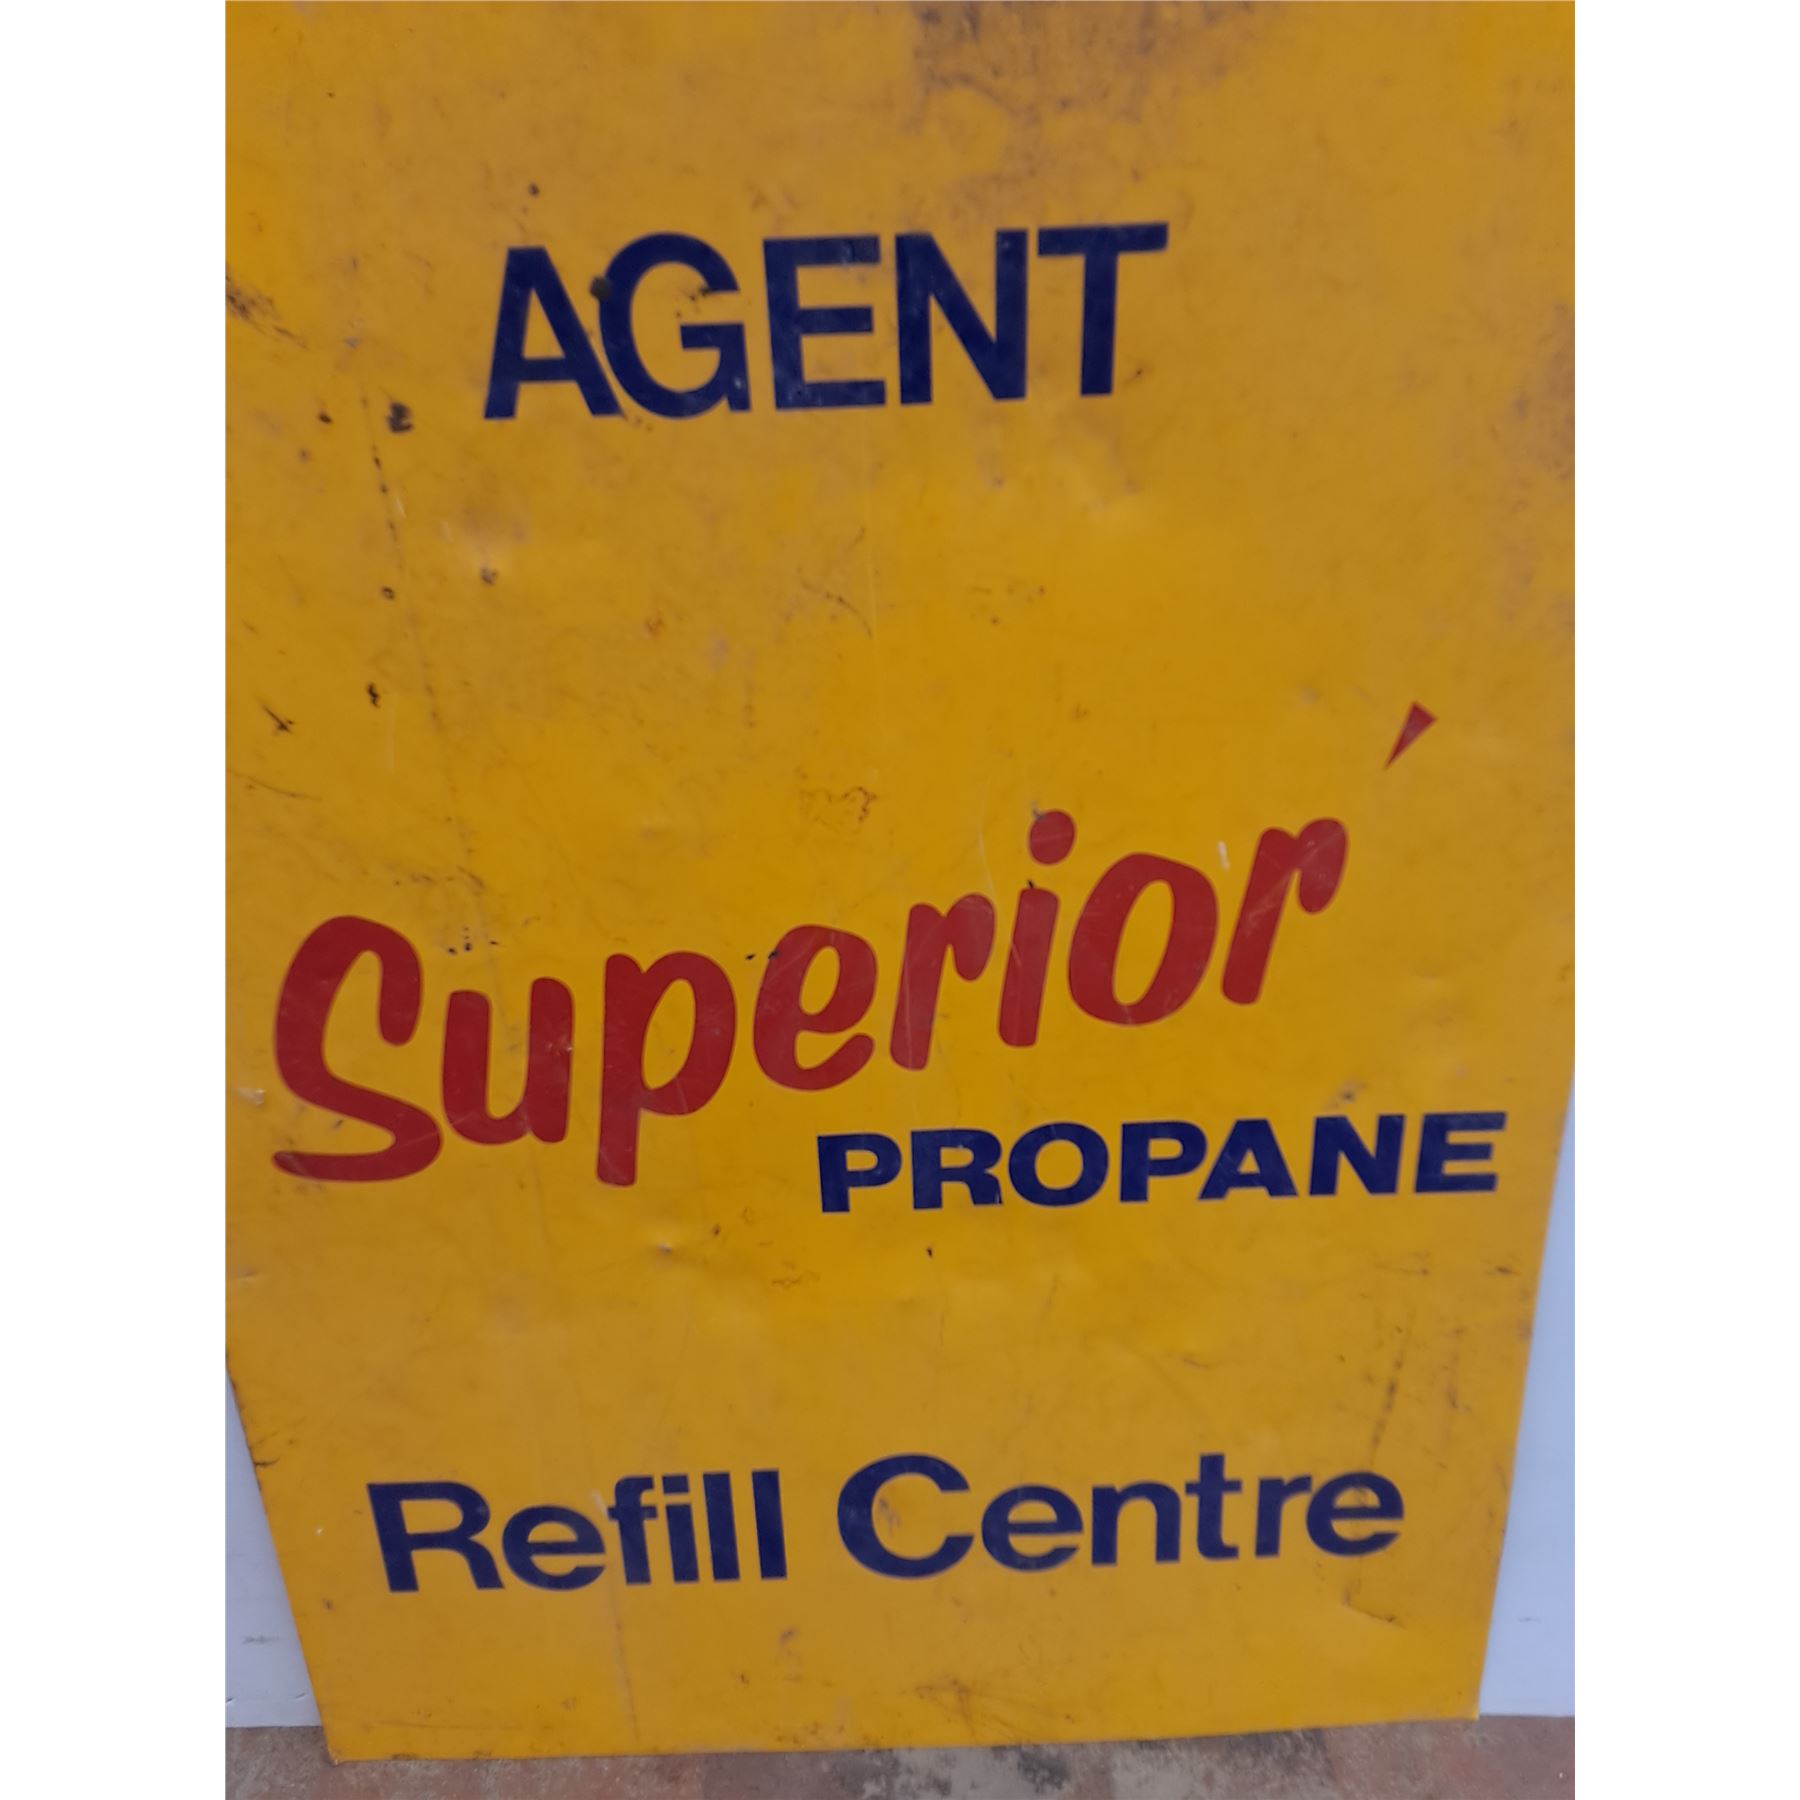 AGENT
Superior
PROPANE
Refill Centre